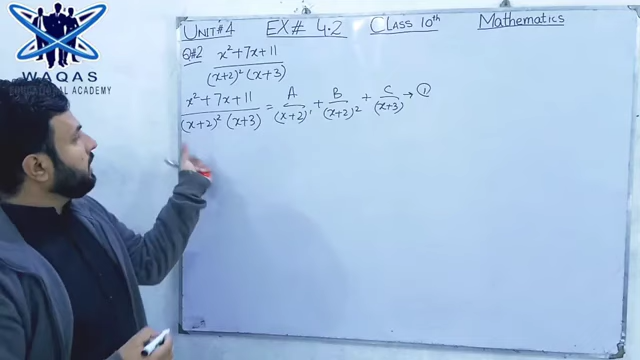 WAQAS
EDUCATIONAL ACADEMY
UNIT#4 EX# 4.2 CLASS 10th Mathematics
Q#2 x²+7x+11
(x+2)² (x+3)
x²+7x+11 / (x+2)² (x+3) = A / (x+2)¹ + B / (x+2)² + C / (x+3) → ①